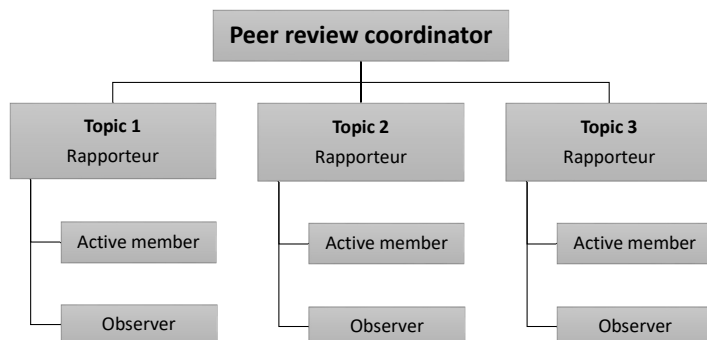 Peer review coordinator
Topic 1
Rapporteur
Active member
Observer
Topic 2
Rapporteur
Active member
Observer
Topic 3
Rapporteur
Active member
Observer